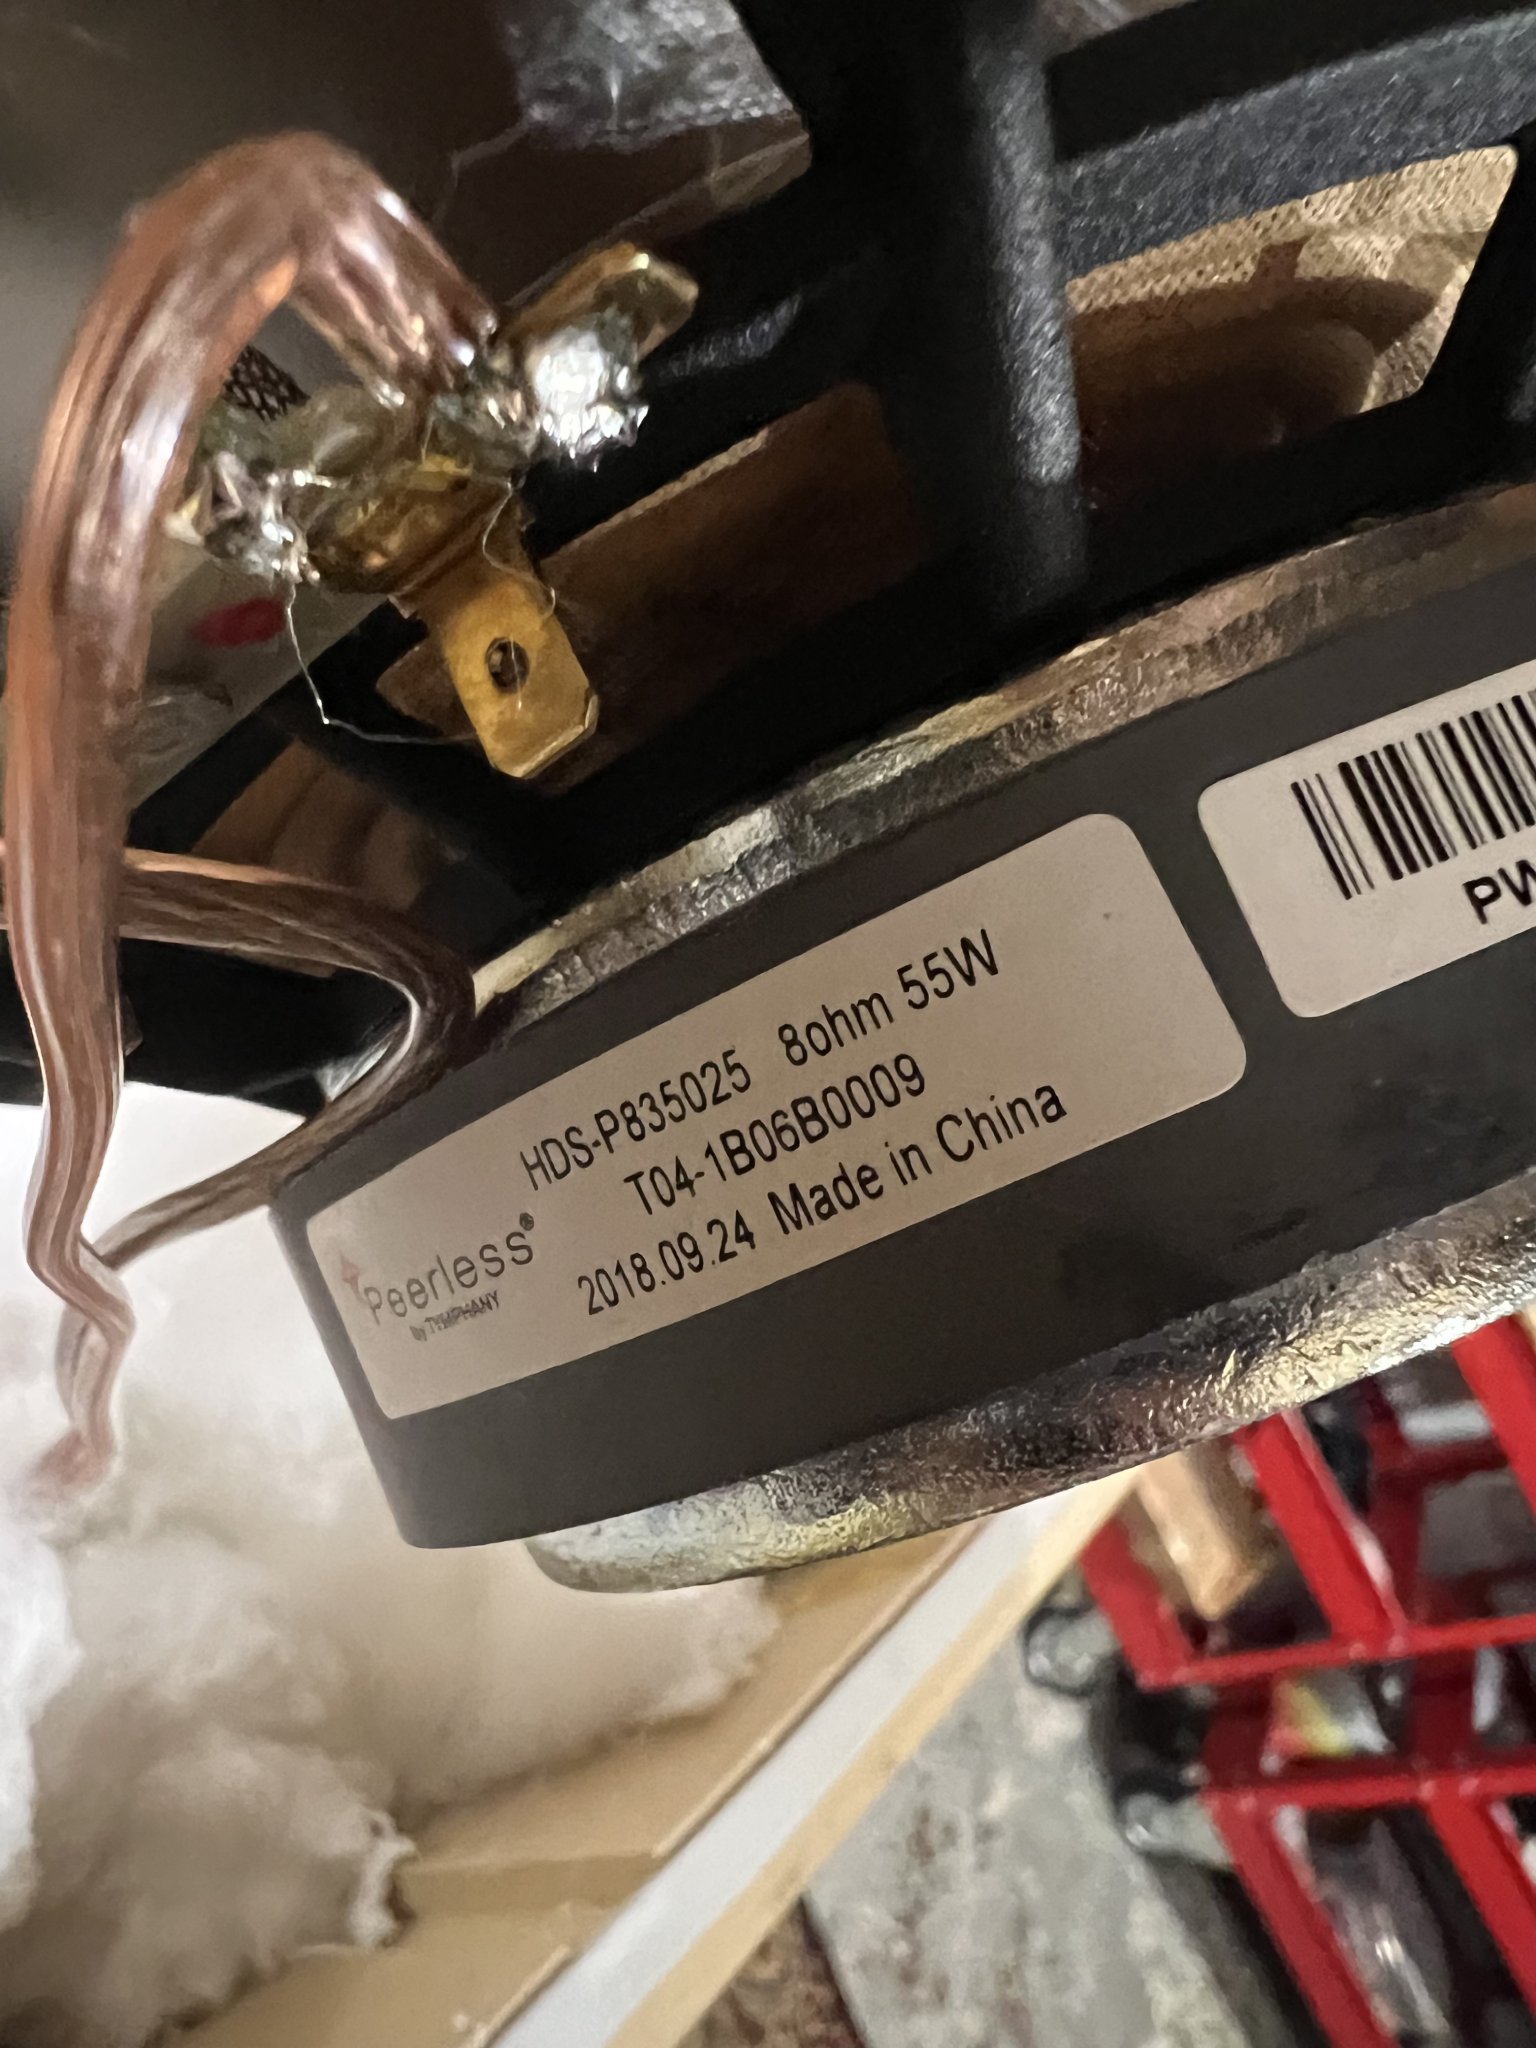 Peerless®
by TYMPHANY
HDS-P835025 8ohm 55W
T04-1B06B0009
2018.09.24 Made in China
PW